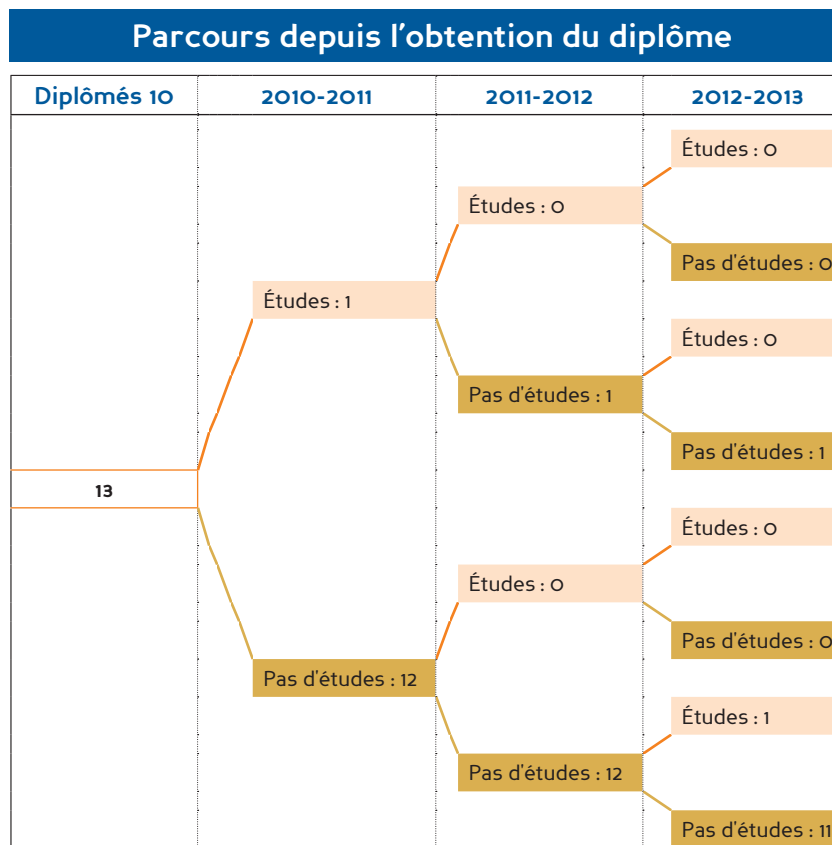 Parcours depuis l'obtention du diplôme
Diplômés 10 2010-2011 2011-2012 2012-2013
Études : 0
Études : 0
Pas d'études : 0
Études : 1
Études : 0
Pas d'études : 1
Pas d'études : 1
13
Études : 0
Études : 0
Pas d'études : 0
Pas d'études : 12
Études : 1
Pas d'études : 12
Pas d'études : 11